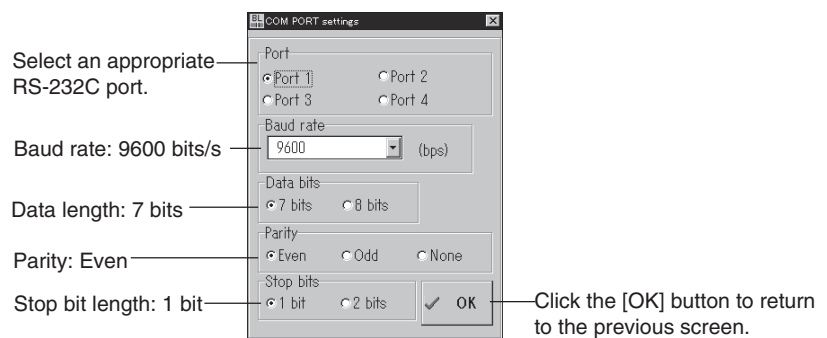 BL
COM PORT settings
Select an appropriate
RS-232C port.
Port
Port 1
Port 2
Port 3
Port 4
Baud rate: 9600 bits/s
Baud rate
9600
(bps)
Data length: 7 bits
Data bits
7 bits
8 bits
Parity: Even
Parity
Even
Odd
None
Stop bit length: 1 bit
Stop bits
1 bit
2 bits
OK
Click the [OK] button to return
to the previous screen.